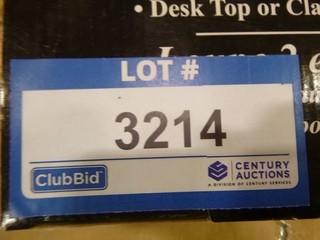 • Desk Top or Cla
LOT #
3214
ClubBid
CENTURY
AUCTIONS
A DIVISION OF CENTURY SERVICES